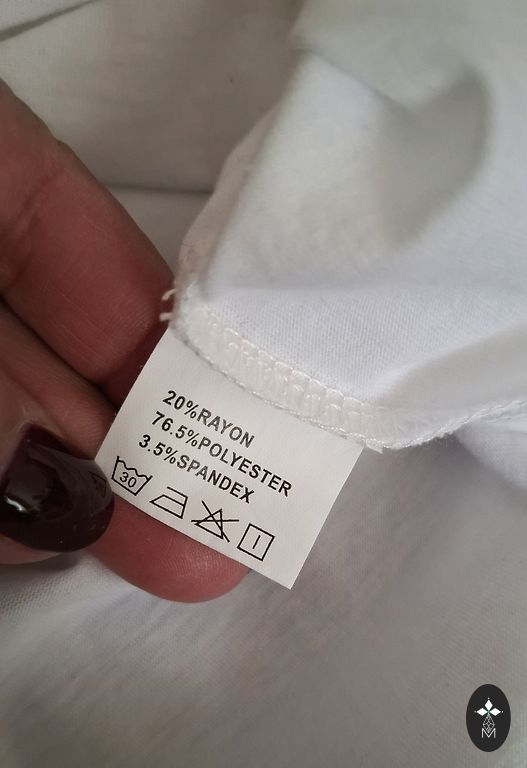 20%RAYON
76.5%POLYESTER
3.5%SPANDEX
30
M